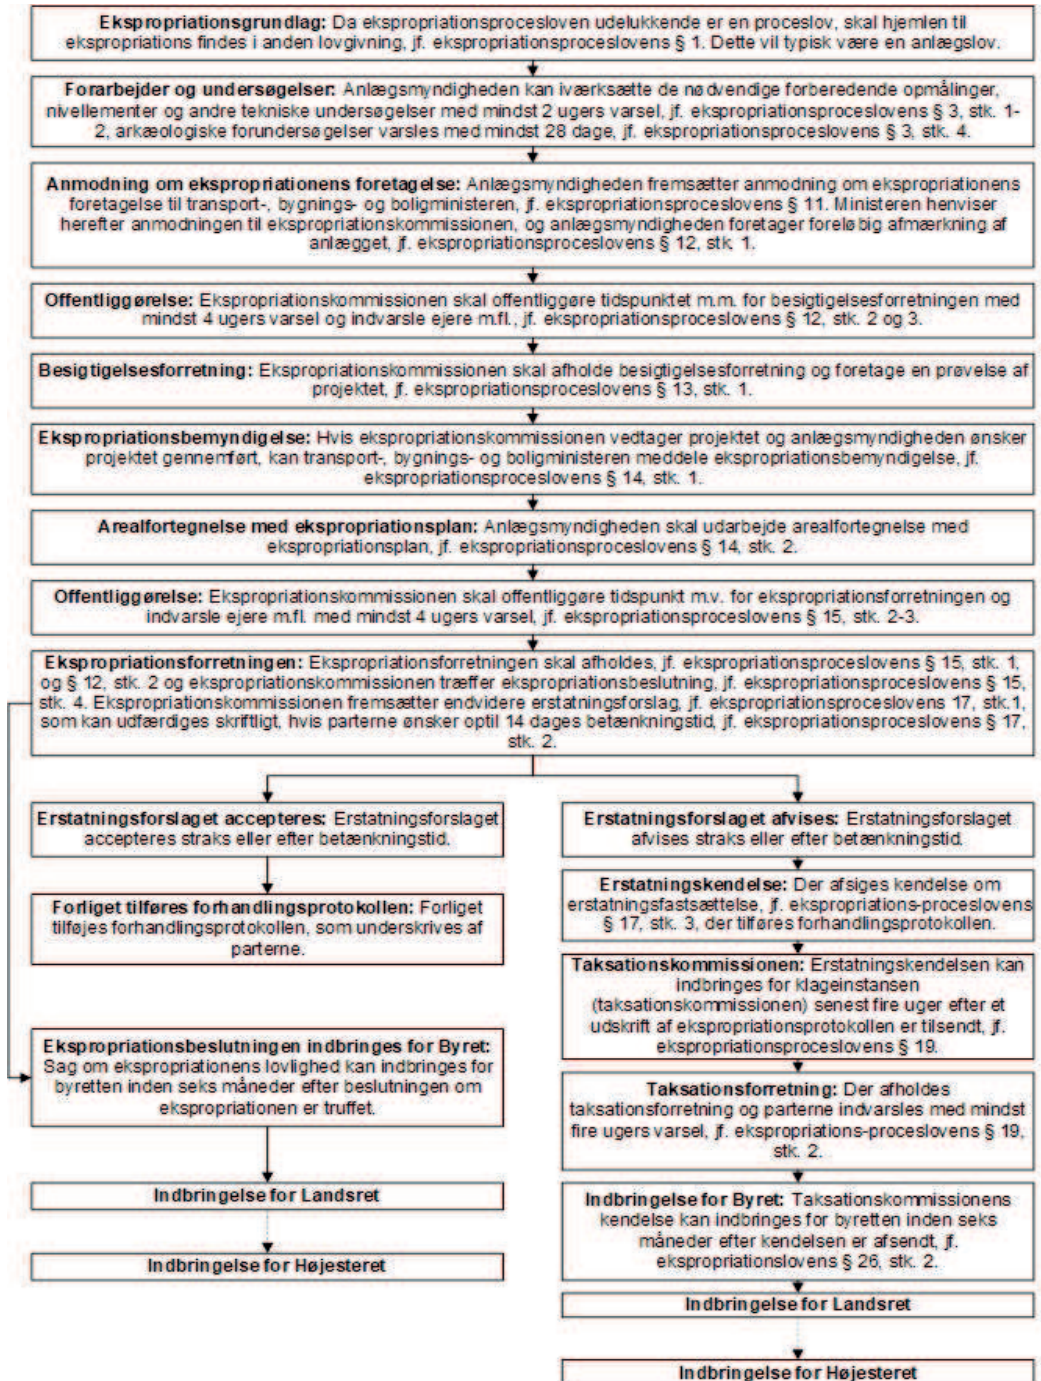 Ekspropriationsgrundlag: Da ekspropriationsprocesloven udelukkende er en proceslov, skal hjemlen til
ekspropriations findes i anden lovgivning, jf. ekspropriationsproceslovens § 1. Dette vil typisk være en anlægslov.
Forarbejder og undersøgelser: Anlægsmyndigheden kan iværksætte de nødvendige forberedende opmålinger,
nivellementer og andre tekniske undersøgelser med mindst 2 ugers varsel, jf. ekspropriationsproceslovens § 3, stk. 1-
2, arkæologiske forundersøgelser varsles med mindst 28 dage, jf. ekspropriationsproceslovens § 3, stk. 4.
Anmodning om ekspropriationens foretagelse: Anlægsmyndigheden fremsætter anmodning om ekspropriationens
foretagelse til transport-, bygnings- og boligministeren, jf. ekspropriationsproceslovens § 11. Ministeren henviser
herefter anmodningen til ekspropriationskommissionen, og anlægsmyndigheden foretager foreløbig afmærkning af
anlægget, jf. ekspropriationsproceslovens § 12, stk. 1.
Offentliggørelse: Ekspropriationskommissionen skal offentliggøre tidspunktet m.m. for besigtigelsesforretningen med
mindst 4 ugers varsel og indvarsle ejere m.fl., jf. ekspropriationsproceslovens § 12, stk. 2 og 3.
Besigtigelsesforretning: Ekspropriationskommissionen skal afholde besigtigelsesforretning og foretage en prøvelse af
projektet, jf. ekspropriationsproceslovens § 13, stk. 1.
Ekspropriationsbemyndigelse: Hvis ekspropriationskommissionen vedtager projektet og anlægsmyndigheden ønsker
projektet gennemført, kan transport-, bygnings- og boligministeren meddele ekspropriationsbemyndigelse, jf.
ekspropriationsproceslovens § 14, stk. 1.
Arealfortegnelse med ekspropriationsplan: Anlægsmyndigheden skal udarbejde arealfortegnelse med
ekspropriationsplan, jf. ekspropriationsproceslovens § 14, stk. 2.
Offentliggørelse: Ekspropriationskommissionen skal offentliggøre tidspunkt m.v. for ekspropriationsforretningen og
indvarsle ejere m.fl. med mindst 4 ugers varsel, jf. ekspropriationsproceslovens § 15, stk. 2-3.
Ekspropriationsforretningen: Ekspropriationsforretningen skal afholdes, jf. ekspropriationsproceslovens § 15, stk. 1,
og § 12, stk. 2 og ekspropriationskommissionen træffer ekspropriationsbeslutning, jf. ekspropriationsproceslovens § 15,
stk. 4. Ekspropriationskommissionen fremsætter endvidere erstatningsforslag, jf. ekspropriationsproceslovens 17, stk.1,
som kan udfærdiges skriftligt, hvis parterne ønsker optil 14 dages betænkningstid, jf. ekspropriationsproceslovens § 17,
stk. 2.
Erstatningsforslaget accepteres: Erstatningsforslaget
accepteres straks eller efter betænkningstid.
Forliget tilføres forhandlingsprotokollen: Forliget
tilføjes forhandlingsprotokollen, som underskrives af
parterne.
Ekspropriationsbeslutningen indbringes for Byret:
Sag om ekspropriationens lovlighed kan indbringes for
byretten inden seks måneder efter beslutningen om
ekspropriationen er truffet.
Indbringelse for Landsret
Indbringelse for Højesteret
Erstatningsforslaget afvises: Erstatningsforslaget
afvises straks eller efter betænkningstid.
Erstatningskendelse: Der afsiges kendelse om
erstatningsfastsættelse, jf. ekspropriations-proceslovens
§ 17, stk. 3, der tilføres forhandlingsprotokollen.
Taksationskommissionen: Erstatningskendelsen kan
indbringes for klageinstansen
(taksationskommissionen) senest fire uger efter et
udskrift af ekspropriationsprotokollen er tilsendt, jf.
ekspropriationsproceslovens § 19.
Taksationsforretning: Der afholdes
taksationsforretning og parterne indvarsles med mindst
fire ugers varsel, jf. ekspropriations-proceslovens § 19,
stk. 2.
Indbringelse for Byret: Taksationskommissionens
kendelse kan indbringes for byretten inden seks
måneder efter kendelsen er afsendt, jf.
ekspropriationslovens § 26, stk. 2.
Indbringelse for Landsret
Indbringelse for Højesteret